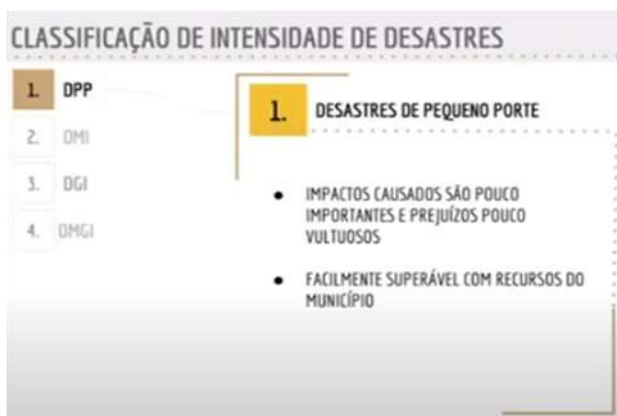 CLASSIFICAÇÃO DE INTENSIDADE DE DESASTRES
1. DPP
2. DMI
3. DGI
4. DMGI
1. DESASTRES DE PEQUENO PORTE
● IMPACTOS CAUSADOS SÃO POUCO
IMPORTANTES E PREJUÍZOS POUCO
VULTUOSOS
● FACILMENTE SUPERÁVEL COM RECURSOS DO
MUNICÍPIO